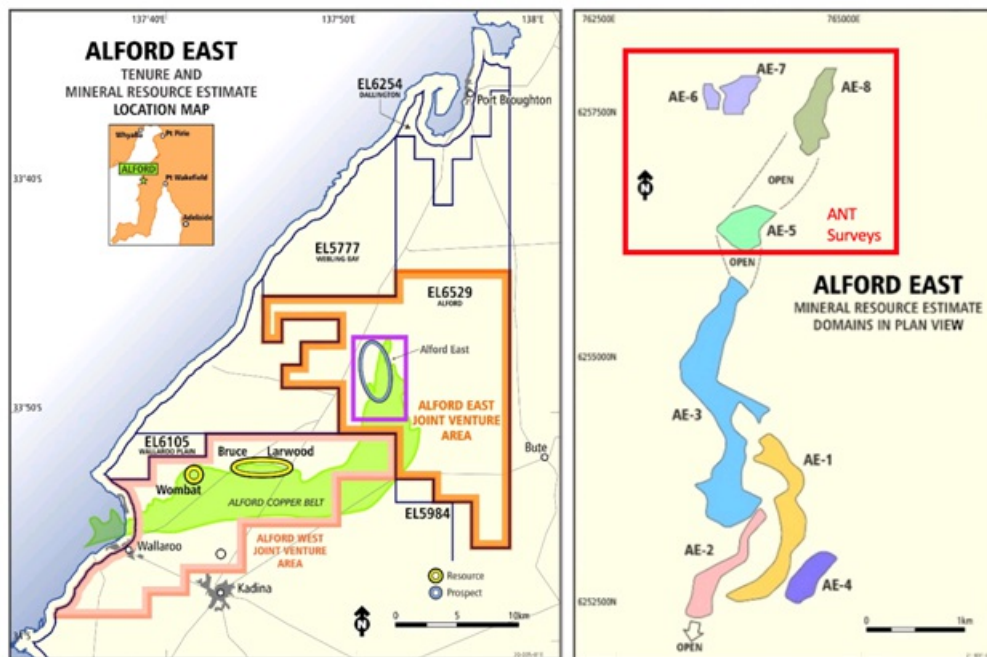 137°40'E
137°50'E
138°E
ALFORD EAST
TENURE AND
MINERAL RESOURCE ESTIMATE
LOCATION MAP
Whyalla
Pt Pirie
ALFORD
Pt Wakefield
Adelaide
EL6254
DALLINGTON
Port Broughton
33°40'S
EL5777
WEBLING BAY
EL6529
ALFORD
Alford East
33°50'S
ALFORD EAST
JOINT VENTURE
AREA
EL6105
WALLAROO PLAIN
Bruce
Larwood
Bute
Wombat
ALFORD COPPER BELT
EL5984
Wallaroo
ALFORD WEST
JOINT VENTURE
AREA
Kadina
Resource
Prospect
N
0
5
10km
762500E
765000E
AE-7
AE-6
AE-8
6257500N
N
OPEN
AE-5
ANT
Surveys
OPEN
ALFORD EAST
MINERAL RESOURCE ESTIMATE
DOMAINS IN PLAN VIEW
6255000N
AE-3
AE-1
AE-2
AE-4
6252500N
OPEN
0
1km